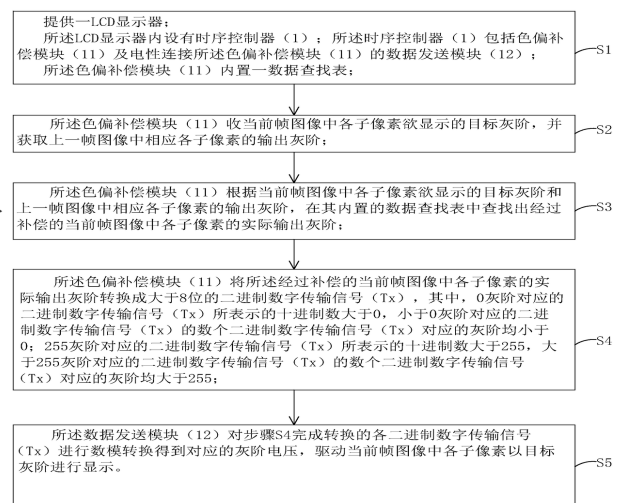 提供一LCD显示器；
所述LCD显示器内设有时序控制器（1）；所述时序控制器（1）包括色偏补
偿模块（11）及电性连接所述色偏补偿模块（11）的数据发送模块（12）；
所述色偏补偿模块（11）内置一数据查找表；
S1
所述色偏补偿模块（11）收当前帧图像中各子像素欲显示的目标灰阶，并
获取上一帧图像中相应各子像素的输出灰阶；
S2
所述色偏补偿模块（11）根据当前帧图像中各子像素欲显示的目标灰阶和
上一帧图像中相应各子像素的输出灰阶，在其内置的数据查找表中查找出经过
补偿的当前帧图像中各子像素的实际输出灰阶；
S3
所述色偏补偿模块（11）将所述经过补偿的当前帧图像中各子像素的实
际输出灰阶转换成大于8位的二进制数字传输信号（Tx），其中，0灰阶对应的
二进制数字传输信号（Tx）所表示的十进制数大于0，小于0灰阶对应的二进
制数字传输信号（Tx）的数个二进制数字传输信号（Tx）对应的灰阶均小于
0；255灰阶对应的二进制数字传输信号（Tx）所表示的十进制数大于255，大
于255灰阶对应的二进制数字传输信号（Tx）的数个二进制数字传输信号
（Tx）对应的灰阶均大于255；
S4
所述数据发送模块（12）对步骤S4完成转换的各二进制数字传输信号
（Tx）进行数模转换得到对应的灰阶电压，驱动当前帧图像中各子像素以目标
灰阶进行显示。
S5